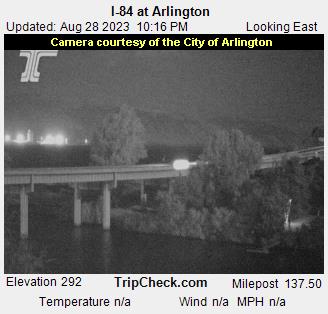 I-84 at Arlington
Updated: Aug 28 2023 10:16 PM Looking East
Camera courtesy of the City of Arlington
Elevation 292 TripCheck.com Milepost 137.50
Temperature n/a Wind n/a MPH n/a